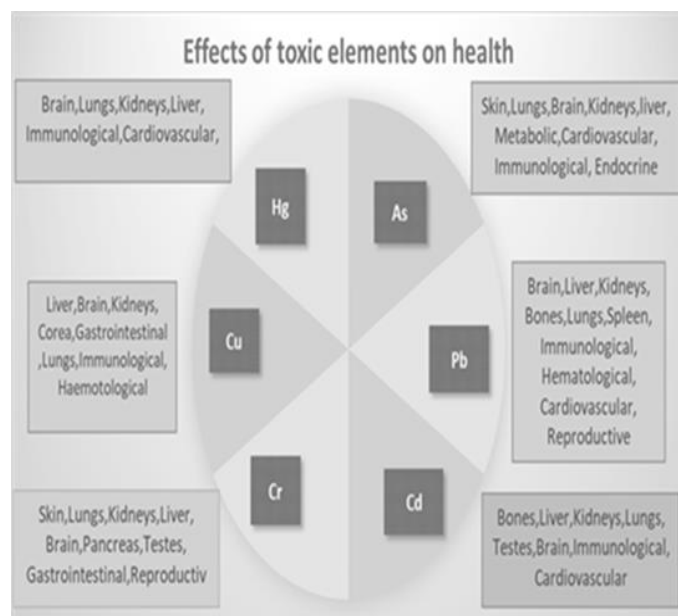 Effects of toxic elements on health
Brain,Lungs,Kidneys,Liver,
Immunological,Cardiovascular,
Skin,Lungs,Brain,Kidneys,liver,
Metabolic,Cardiovascular,
Immunological, Endocrine
Hg
As
Liver,Brain,Kidneys,
Corea,Gastrointestinal
,Lungs,Immunological,
Haemotological
Cu
Pb
Brain,Liver,Kidneys,
Bones,Lungs,Spleen,
Immunological,
Hematological,
Cardiovascular,
Reproductive
Cr
Cd
Skin,Lungs,Kidneys,Liver,
Brain,Pancreas,Testes,
Gastrointestinal,Reproductiv
Bones,Liver,Kidneys,Lungs,
Testes,Brain,Immunological,
Cardiovascular